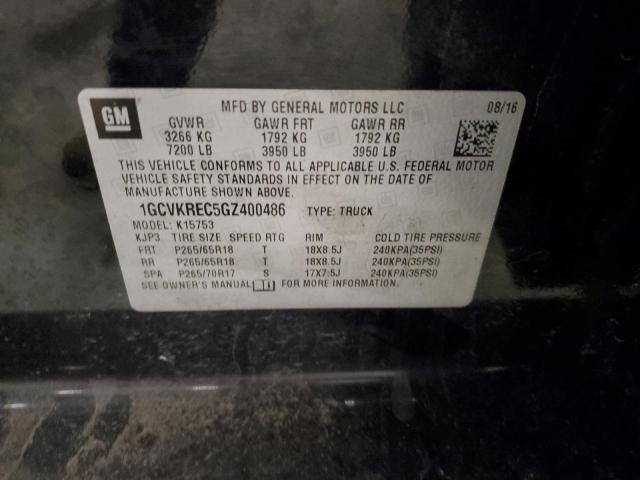 GM
MFD BY GENERAL MOTORS LLC 08/16
GVWR GAWR FRT GAWR RR
3266 KG 1792 KG 1792 KG
7200 LB 3950 LB 3950 LB
THIS VEHICLE CONFORMS TO ALL APPLICABLE U.S. FEDERAL MOTOR
VEHICLE SAFETY STANDARDS IN EFFECT ON THE DATE OF
MANUFACTURE SHOWN ABOVE.
1GCVKREC5GZ400486 TYPE: TRUCK
MODEL: K15753
KJP3 TIRE SIZE SPEED RTG RIM COLD TIRE PRESSURE
FRT P265/65R18 T 18X8.5J 240KPA(35PSI)
RR P265/65R18 T 18X8.5J 240KPA(35PSI)
SPA P265/70R17 S 17X7.5J 240KPA(35PSI)
SEE OWNER'S MANUAL i FOR MORE INFORMATION.